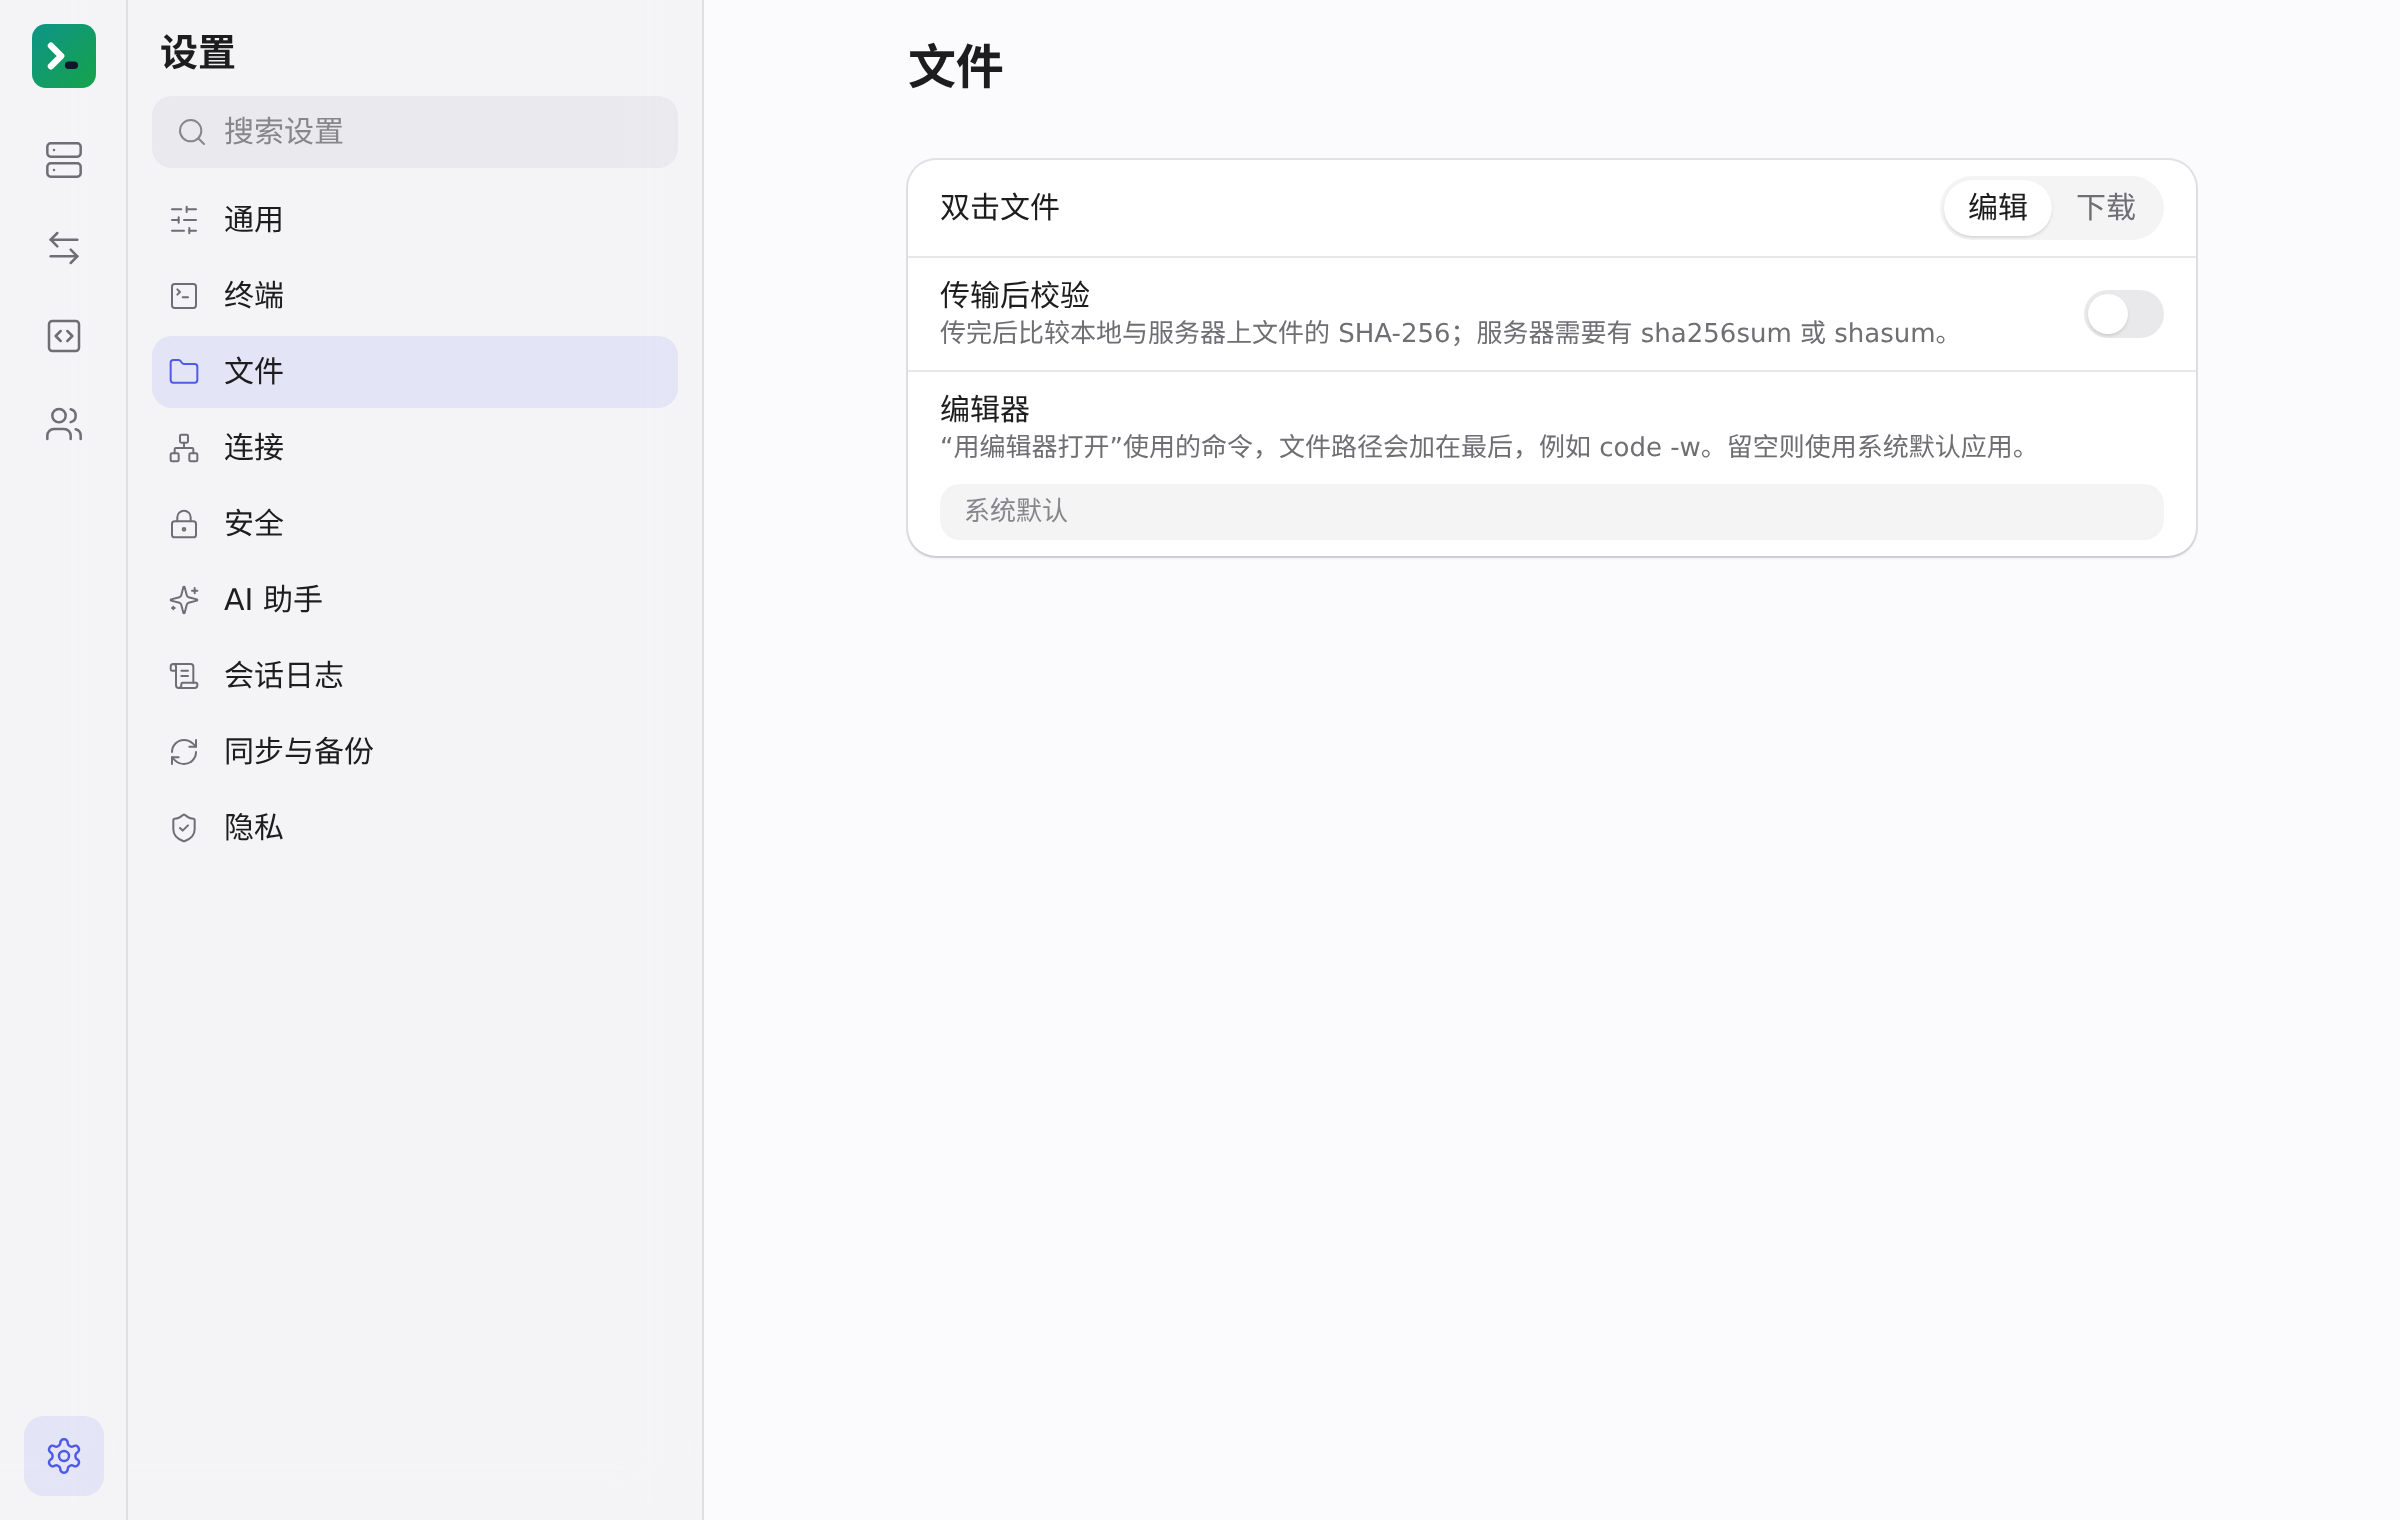 设置
搜索设置
通用
终端
文件
连接
安全
AI 助手
会话日志
同步与备份
隐私
文件
双击文件
编辑
下载
传输后校验
传完后比较本地与服务器上文件的 SHA-256；服务器需要有 sha256sum 或 shasum。
编辑器
“用编辑器打开”使用的命令，文件路径会加在最后，例如 code -w。留空则使用系统默认应用。
系统默认